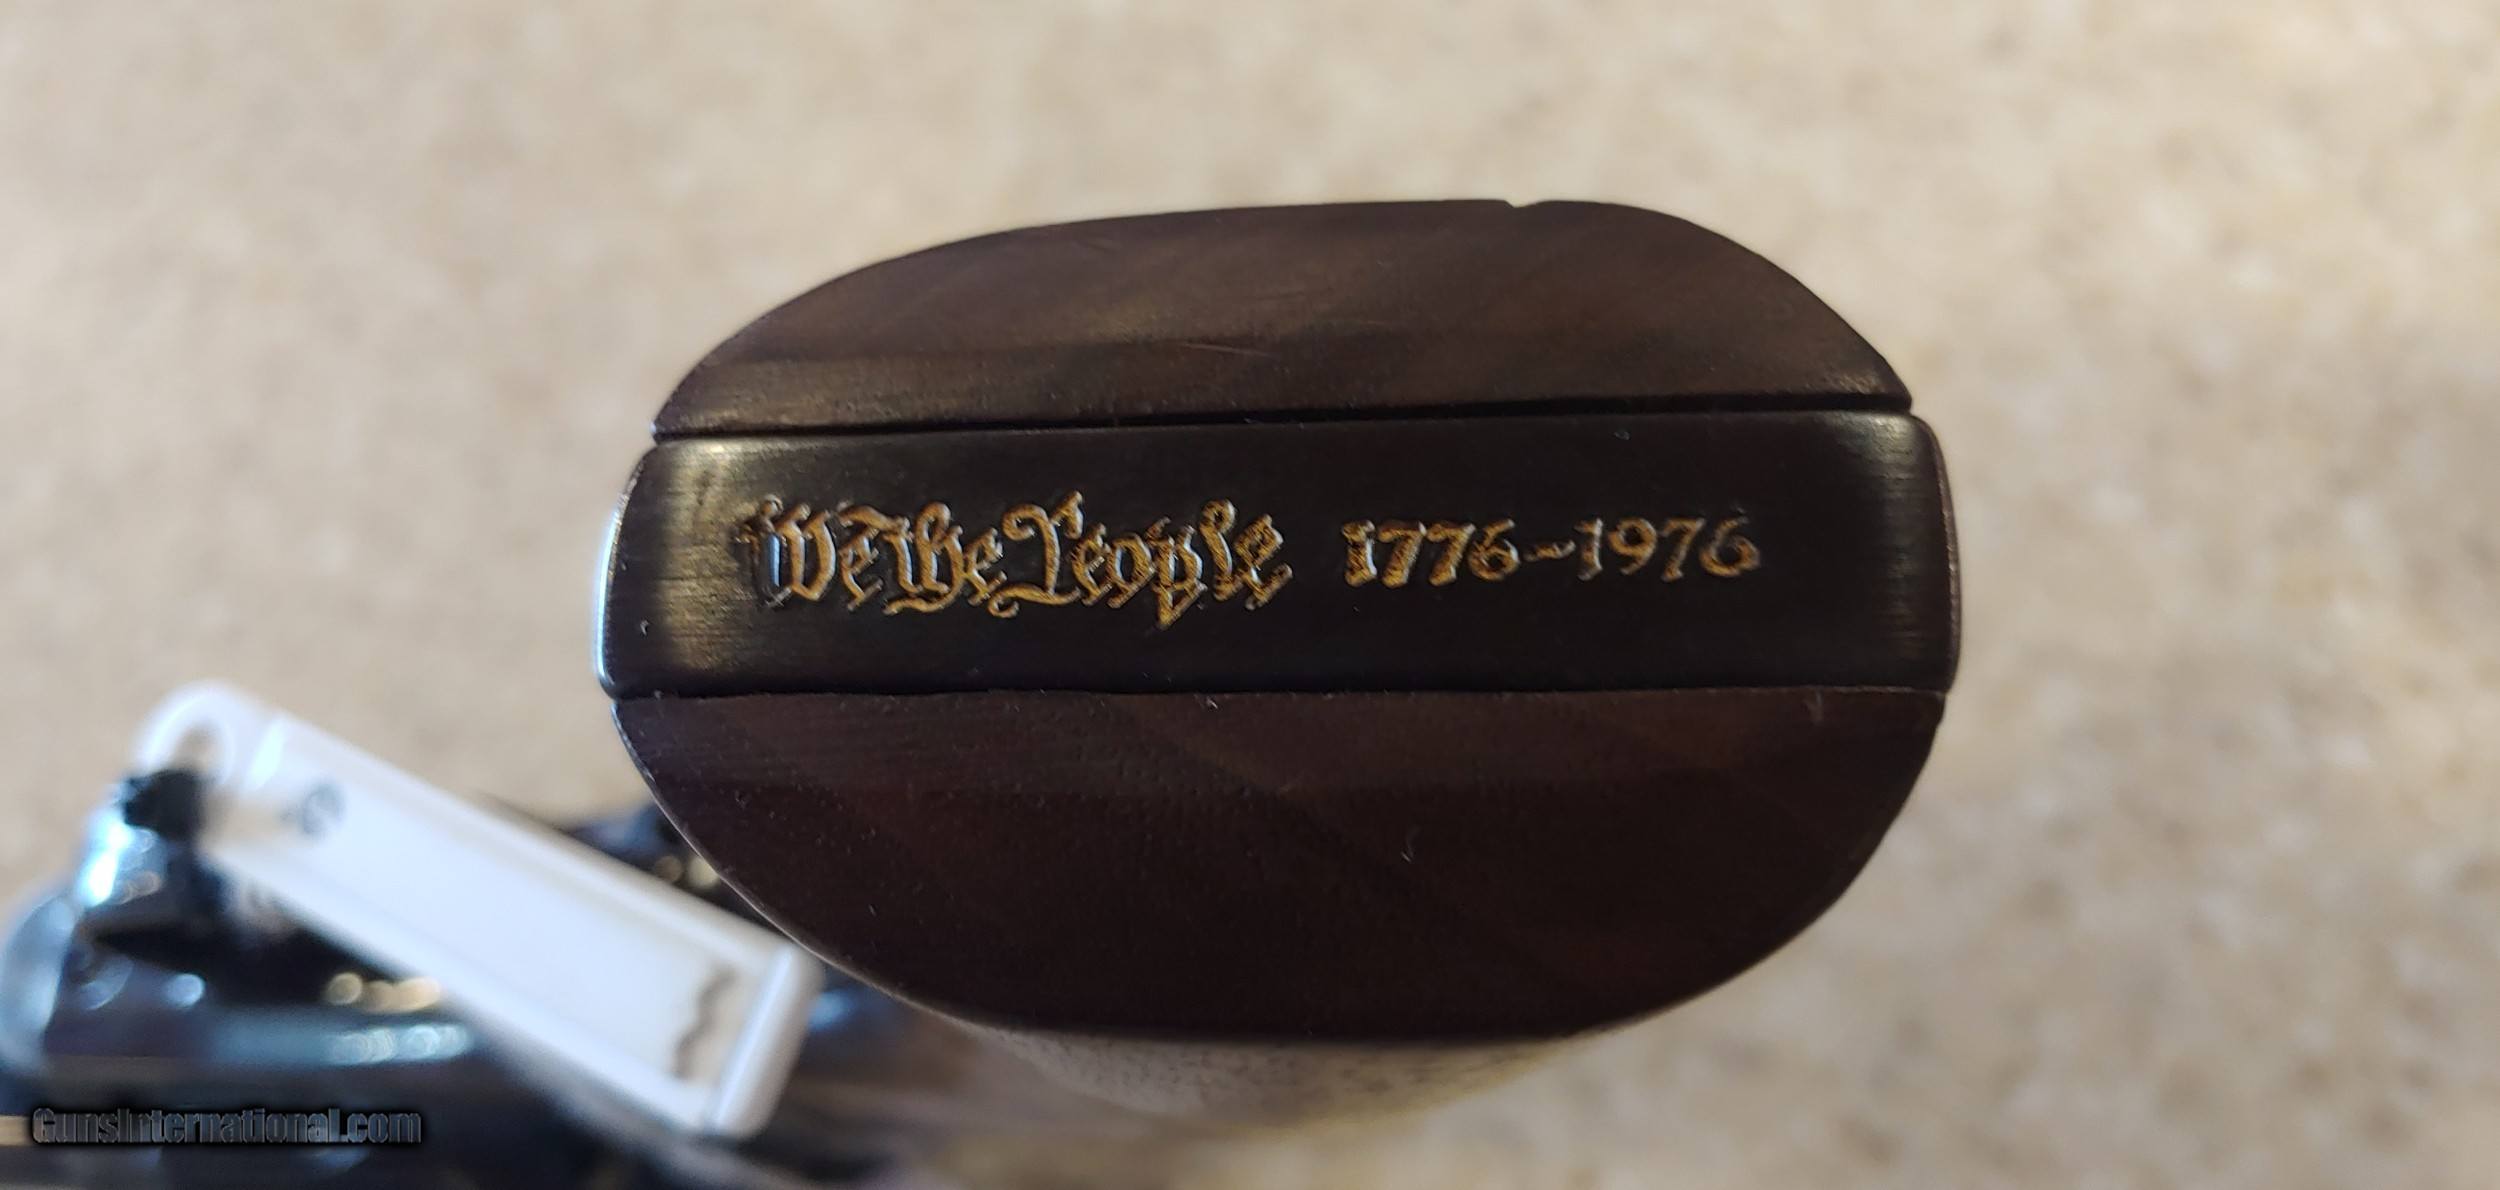 We the People 1776-1976
GunsInternational.com